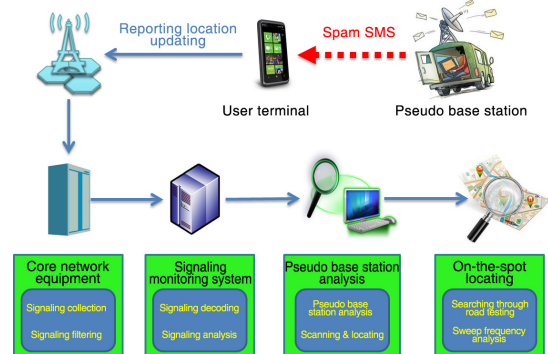 Reporting location
updating
Spam SMS
User terminal
Pseudo base station
Core network
equipment
Signaling collection
Signaling filtering
Signaling
monitoring system
Signaling decoding
Signaling analysis
Pseudo base station
analysis
Pseudo base
station analysis
Scanning & locating
On-the-spot
locating
Searching through
road testing
Sweep frequency
analysis